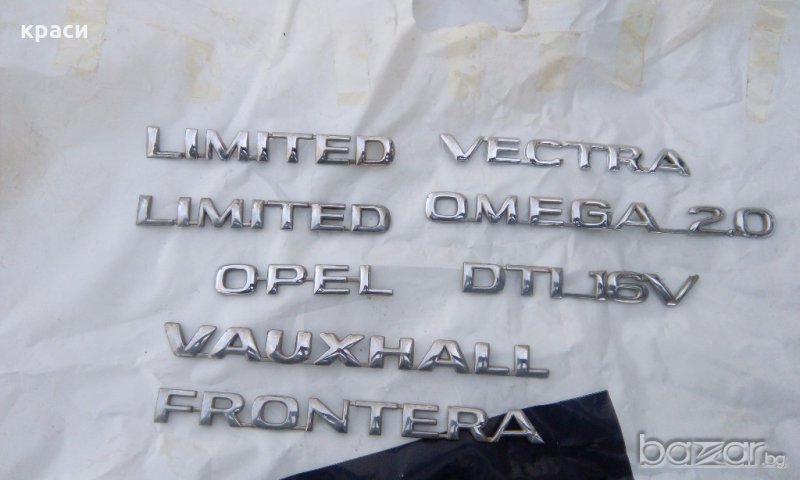 краси
LIMITED VECTRA
LIMITED OMEGA 2.0
OPEL DTI 16V
VAUXHALL
FRONTERA
bazar.bg